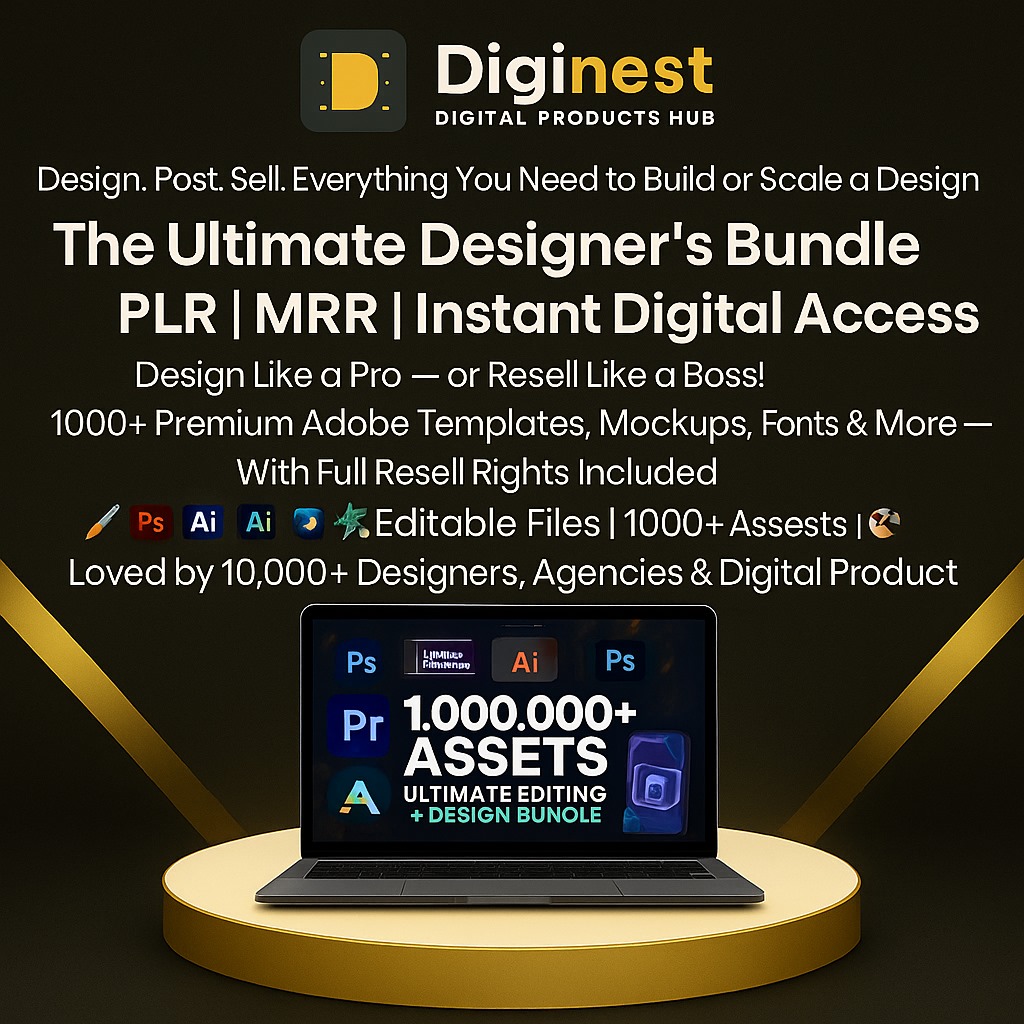 Diginest
DIGITAL PRODUCTS HUB
Design. Post. Sell. Everything You Need to Build or Scale a Design
The Ultimate Designer's Bundle
PLR | MRR | Instant Digital Access
Design Like a Pro — or Resell Like a Boss!
1000+ Premium Adobe Templates, Mockups, Fonts & More —
With Full Resell Rights Included
Ps Ai Ai Editable Files | 1000+ Assests |
Loved by 10,000+ Designers, Agencies & Digital Product
Ps Ai Ps
Pr 1.000.000+
ASSETS
ULTIMATE EDITING
+ DESIGN BUNOLE